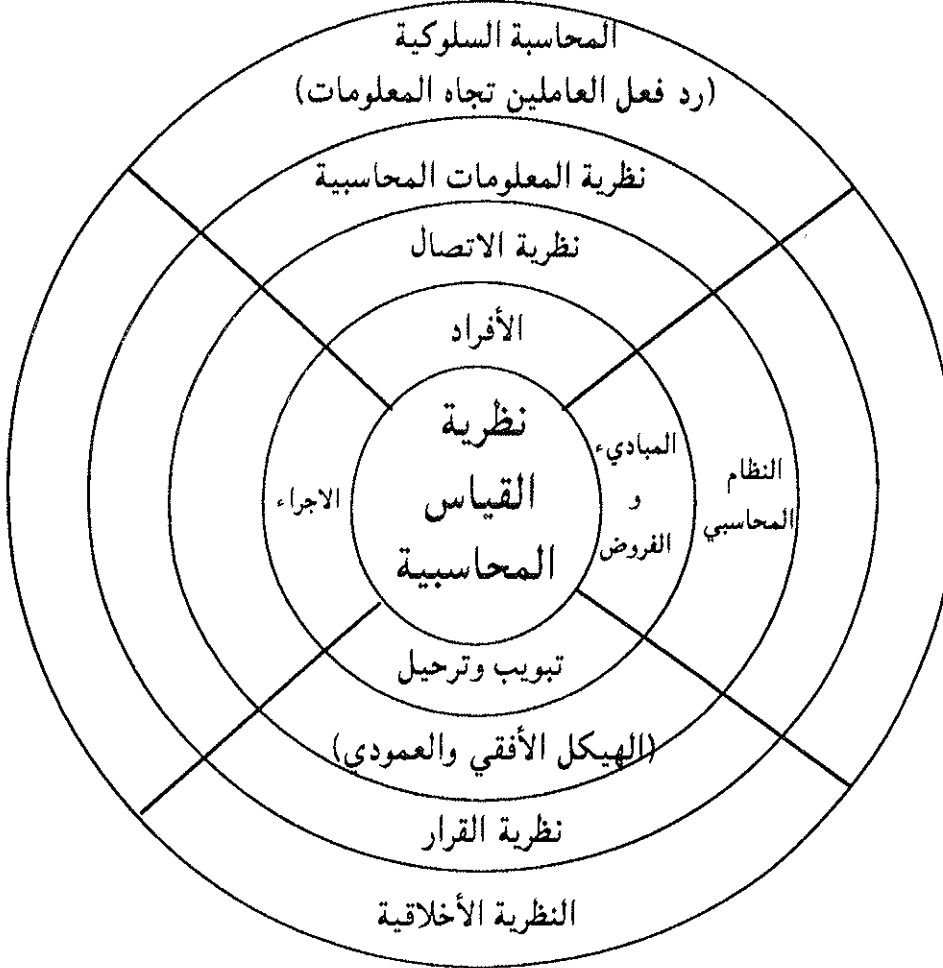 المحاسبة السلوكية
(رد فعل العاملين تجاه المعلومات)
نظرية المعلومات المحاسبية
نظرية الاتصال
الأفراد
نظرية
القياس
المحاسبية
المباديء
و
الفروض
النظام
المحاسبي
الاجراء
تبويب وترحيل
(الهيكل الأفقي والعمودي)
نظرية القرار
النظرية الأخلاقية